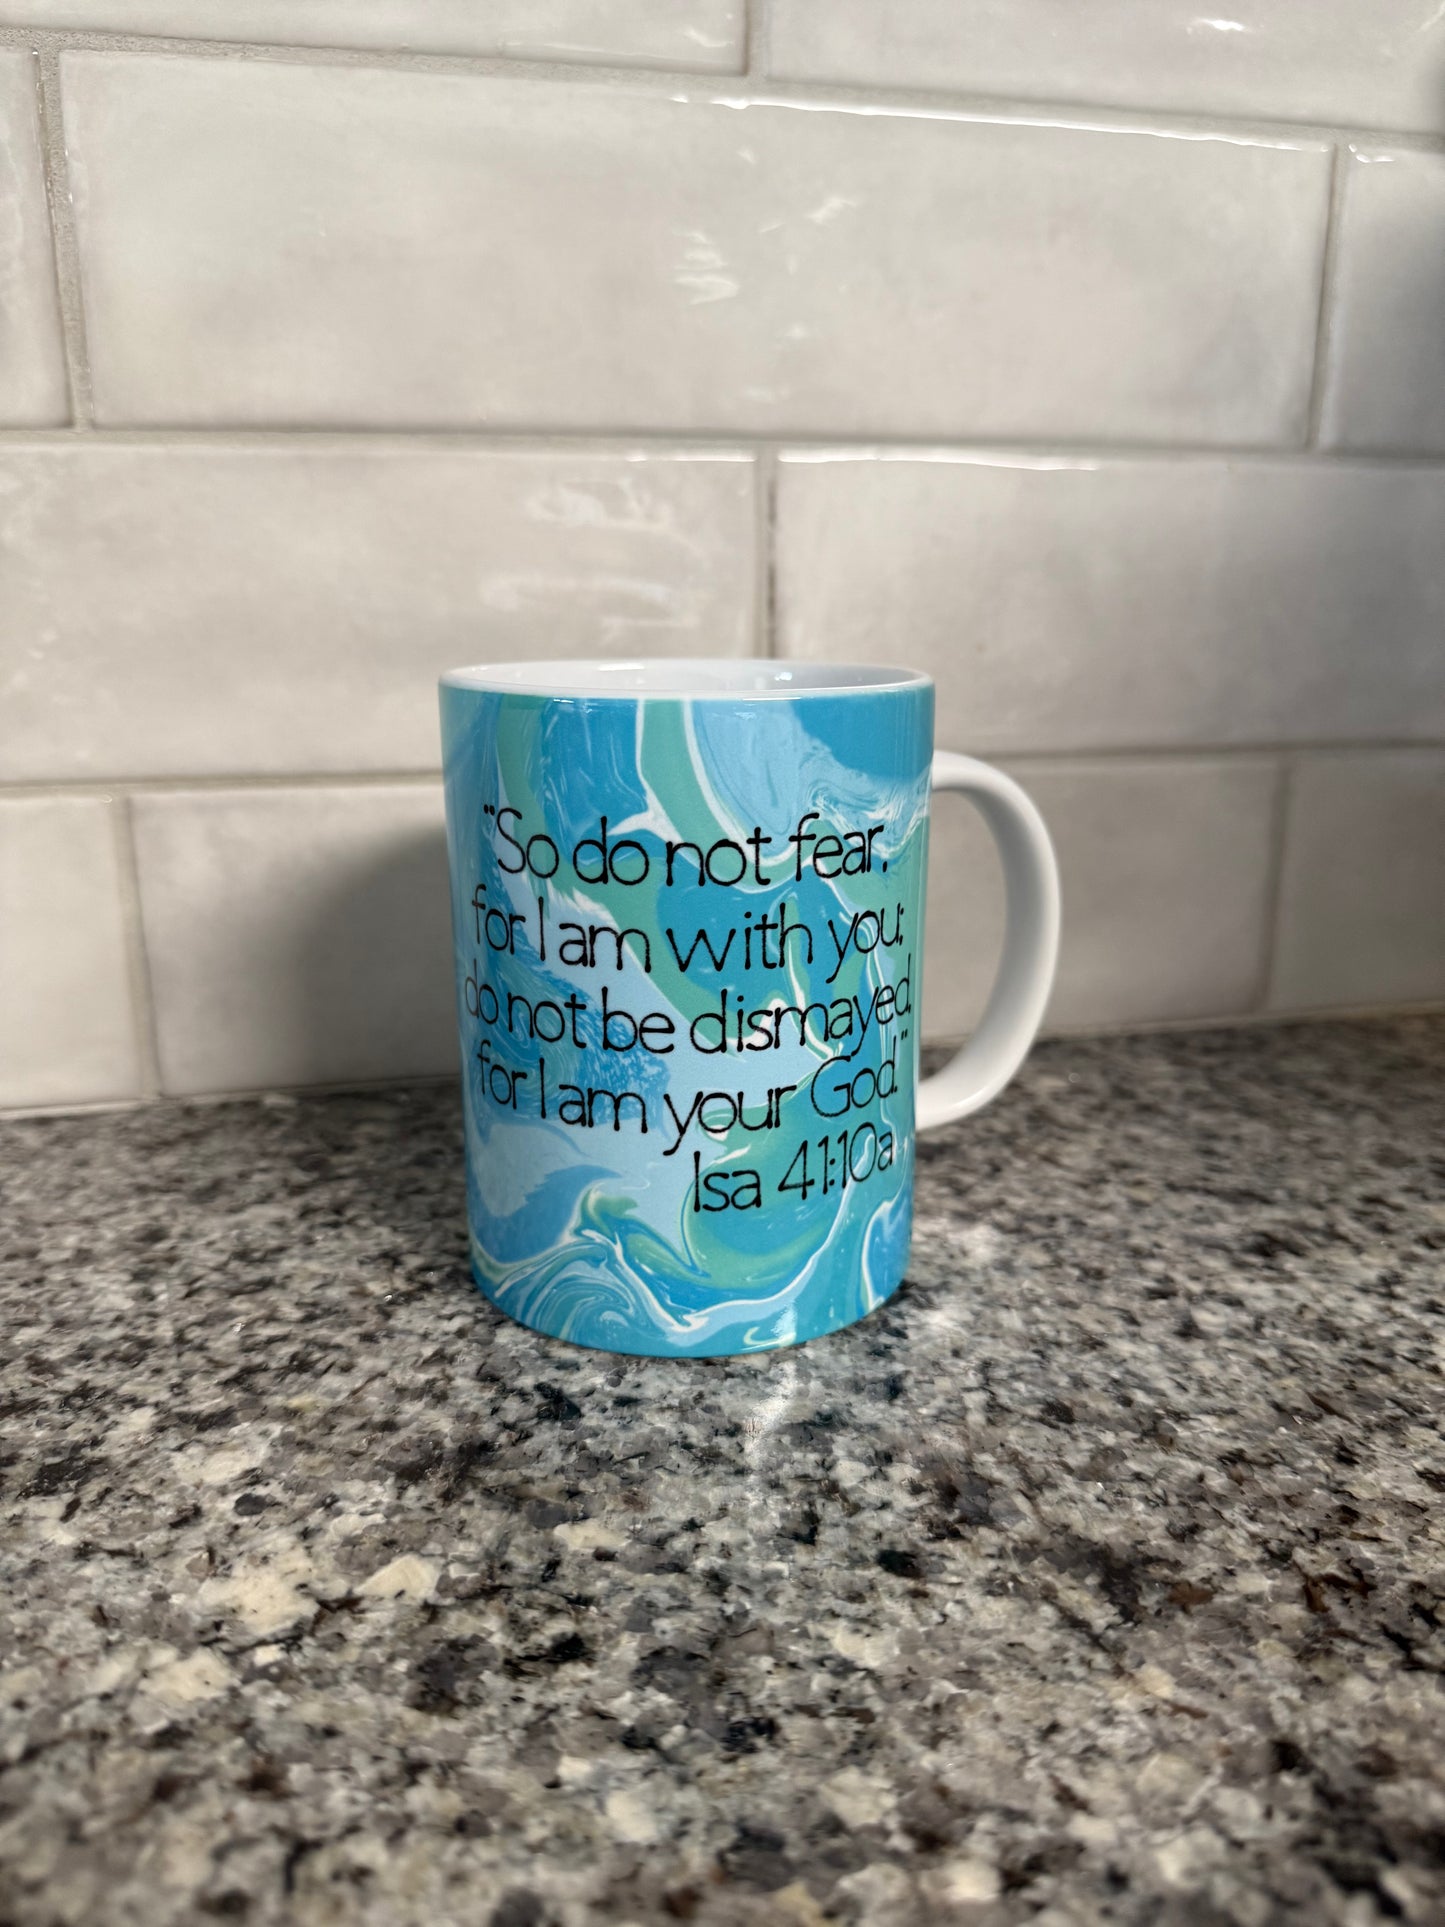 "So do not fear,
for I am with you;
do not be dismayed,
for I am your God."
Isa 41:10a